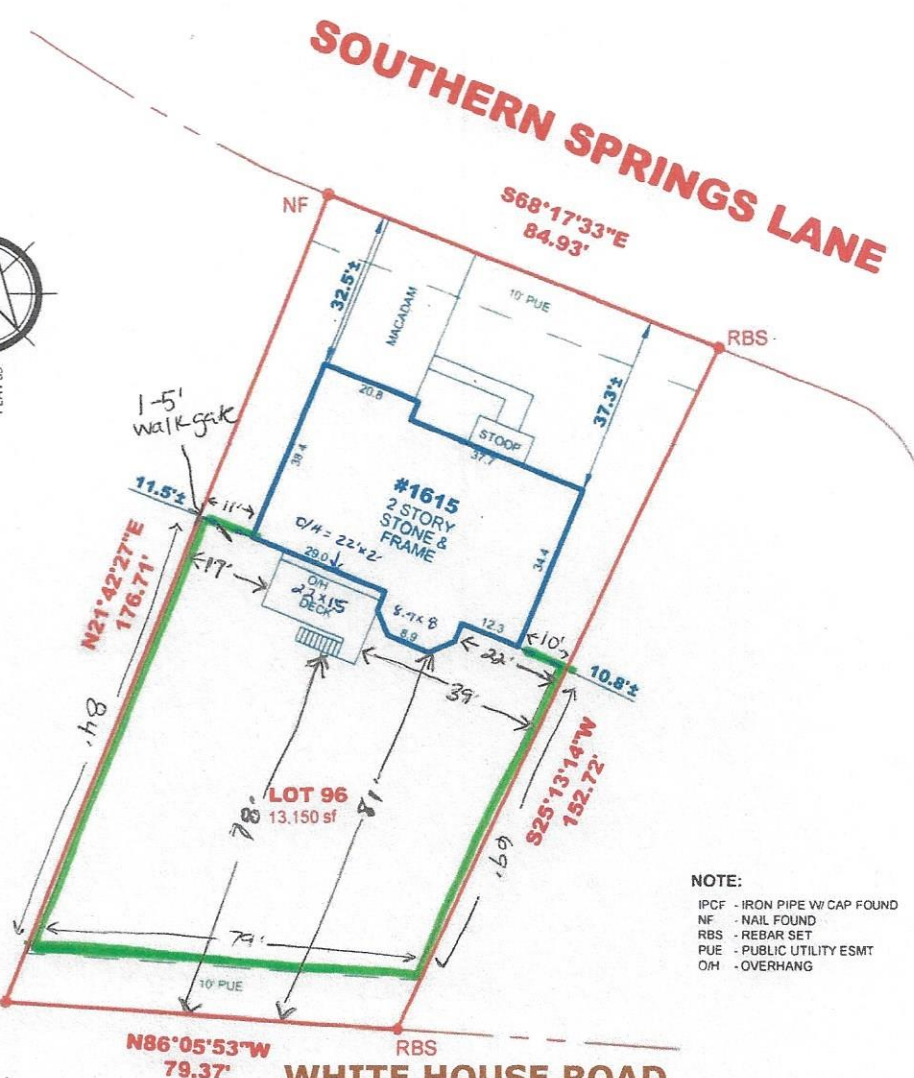 SOUTHERN SPRINGS LANE
S68°17'33"E
84.93'
NF
RBS
32.5'±
MACADAM
10' PUE
37.3'±
1-5'
walk gate
20.8
STOOP
37.7
38.4
#1615
2 STORY
STONE &
FRAME
34.4
11.5'±
11'
O/H = 22'x2'
29.0
O/H
22x15
DECK
17'
8.9x8
8.9
12.3
10'
22'
10.8'±
39'
N21°42'27"E
176.71'
84'
LOT 96
13,150 sf
78'
81'
S25°13'14"W
152.72'
69'
79'
10' PUE
NOTE:
IPCF - IRON PIPE W/ CAP FOUND
NF - NAIL FOUND
RBS - REBAR SET
PUE - PUBLIC UTILITY ESMT
O/H - OVERHANG
N86°05'53"W
79.37'
RBS
WHITE HOUSE ROAD